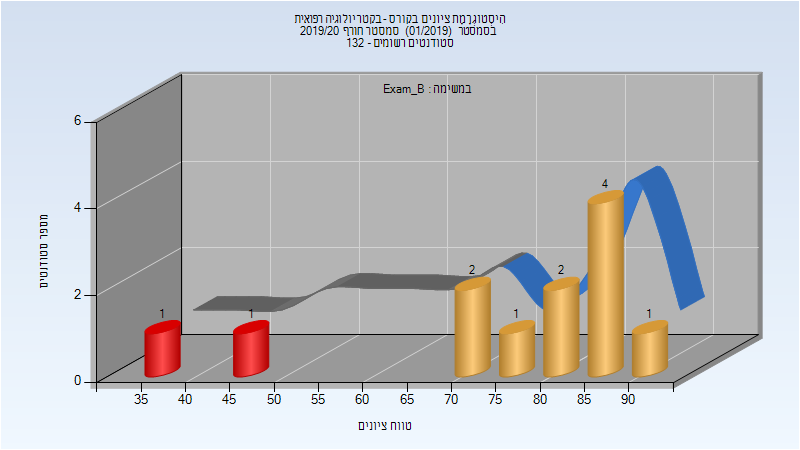 היסטוגרמת ציונים בקורס - בקטריולוגיה רפואית
בסמסטר (01/2019) סמסטר חורף 2019/20
סטודנטים רשומים - 132
במשימה : Exam_B
מספר סטודנטים
6
4
2
0
1 1 2 1 2 4 1
35 40 45 50 55 60 65 70 75 80 85 90
טווח ציונים